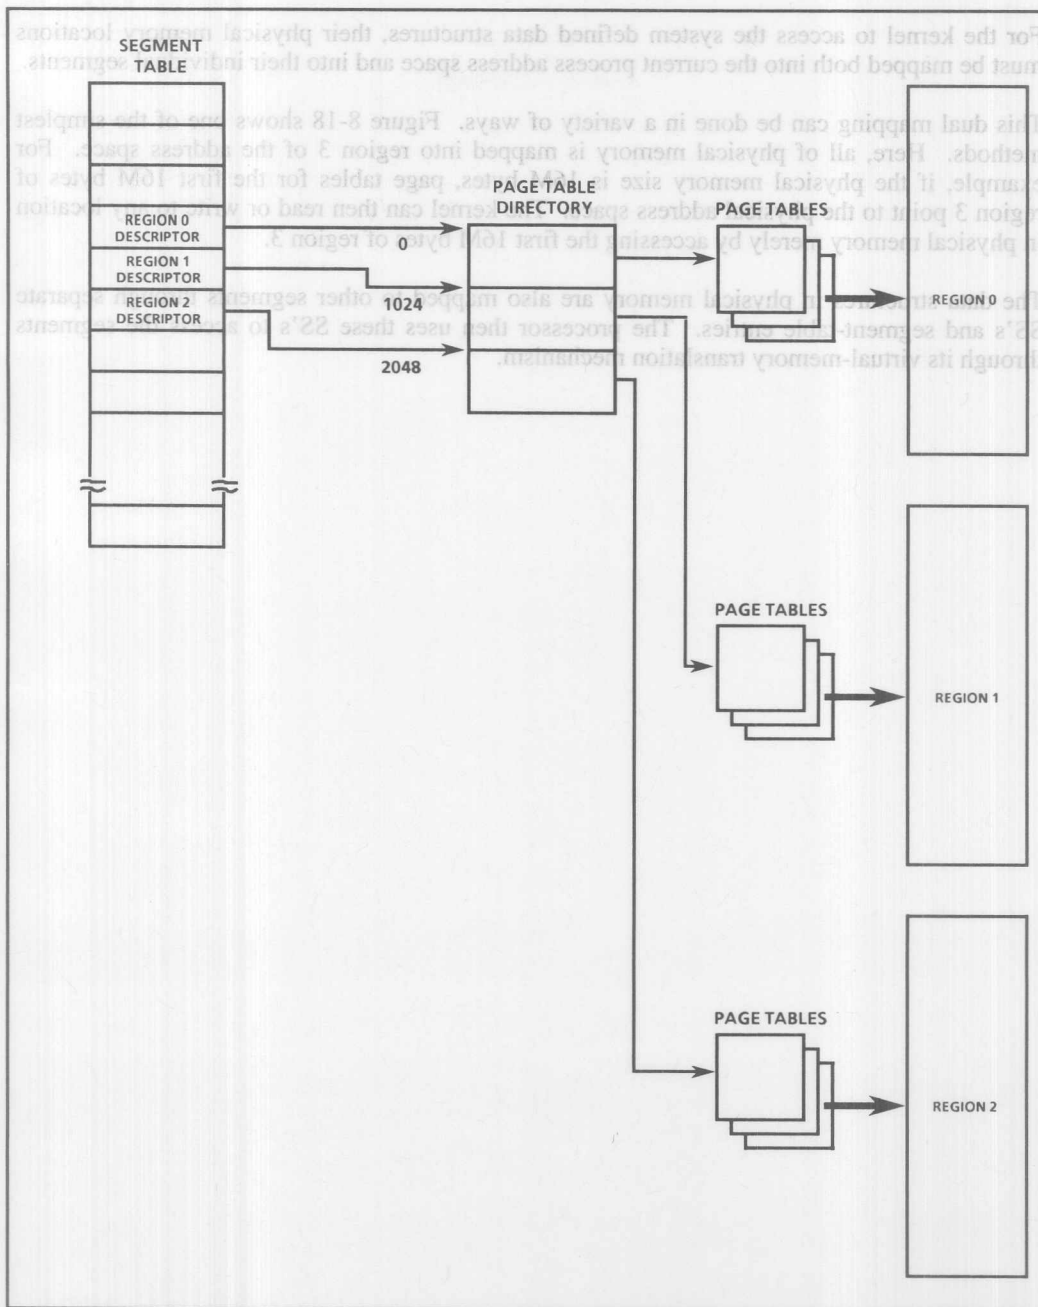 For the kernel to access the system defined data structures, their physical memory locations
must be mapped both into the current process address space and into their individual segments.
This dual mapping can be done in a variety of ways. Figure 8-18 shows one of the simplest
methods. Here, all of physical memory is mapped into region 3 of the address space. For
example, if the physical memory size is 16M bytes, page tables for the first 16M bytes of
region 3 point to the physical address space. The kernel can then read or write to any location
in physical memory merely by accessing the first 16M bytes of region 3.
The data structures in physical memory are also mapped to other segments through separate
SS's and segment-table entries. The processor then uses these SS's to access the segments
through its virtual-memory translation mechanism.
SEGMENT
TABLE
REGION 0
DESCRIPTOR
REGION 1
DESCRIPTOR
REGION 2
DESCRIPTOR
0
1024
2048
PAGE TABLE
DIRECTORY
PAGE TABLES
REGION 0
PAGE TABLES
REGION 1
PAGE TABLES
REGION 2